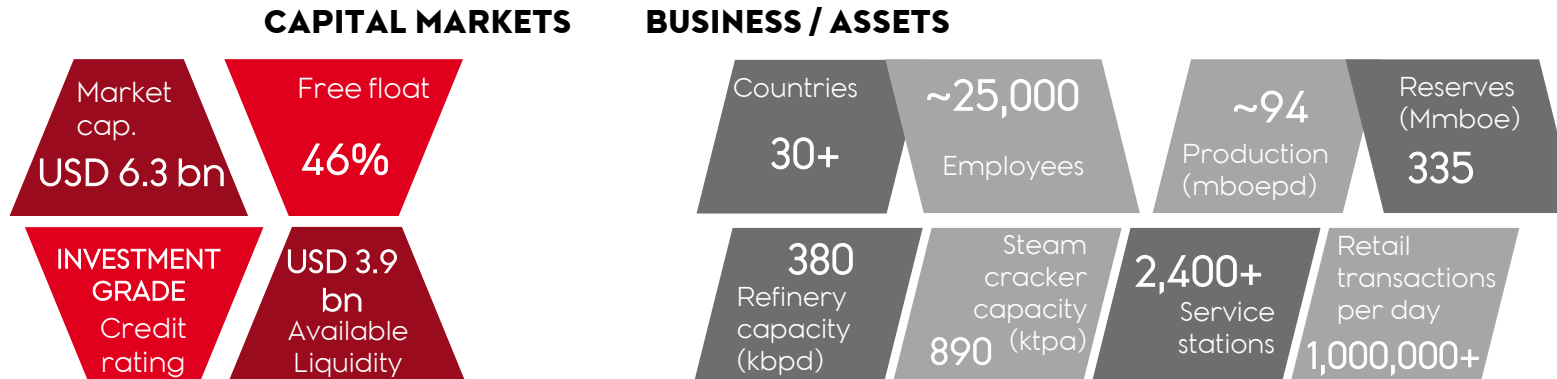 CAPITAL MARKETS
Market
cap.
USD 6.3 bn
Free float
46%
INVESTMENT
GRADE
Credit
rating
USD 3.9
bn
Available
Liquidity
BUSINESS / ASSETS
Countries
30+
~25,000
Employees
~94
Production
(mboepd)
Reserves
(Mmboe)
335
380
Refinery
capacity
(kbpd)
Steam
cracker
capacity
(ktpa)
890
2,400+
Service
stations
Retail
transactions
per day
1,000,000+